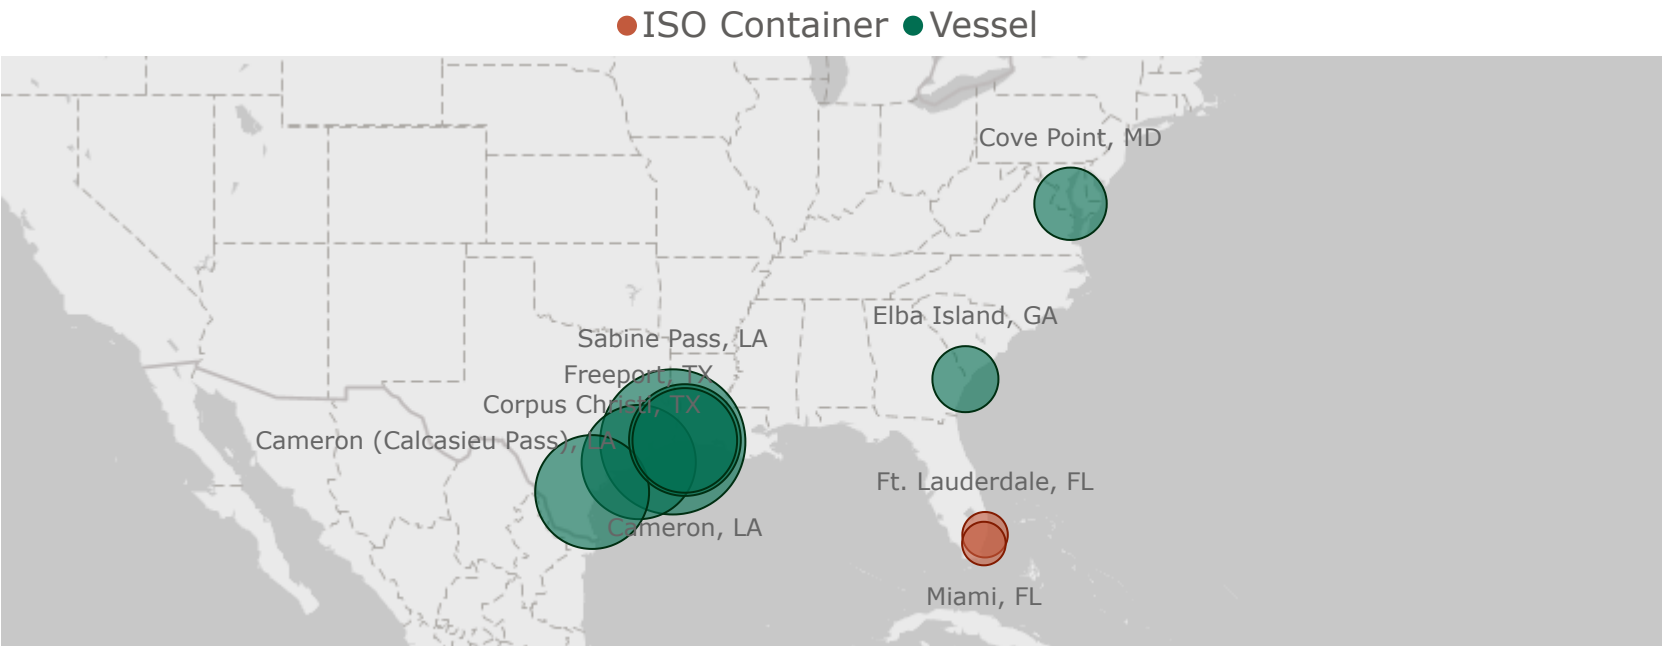 ISO Container Vessel
Cove Point, MD
Elba Island, GA
Sabine Pass, LA
Freeport, TX
Corpus Christi, TX
Cameron (Calcasieu Pass), LA
Ft. Lauderdale, FL
Cameron, LA
Miami, FL